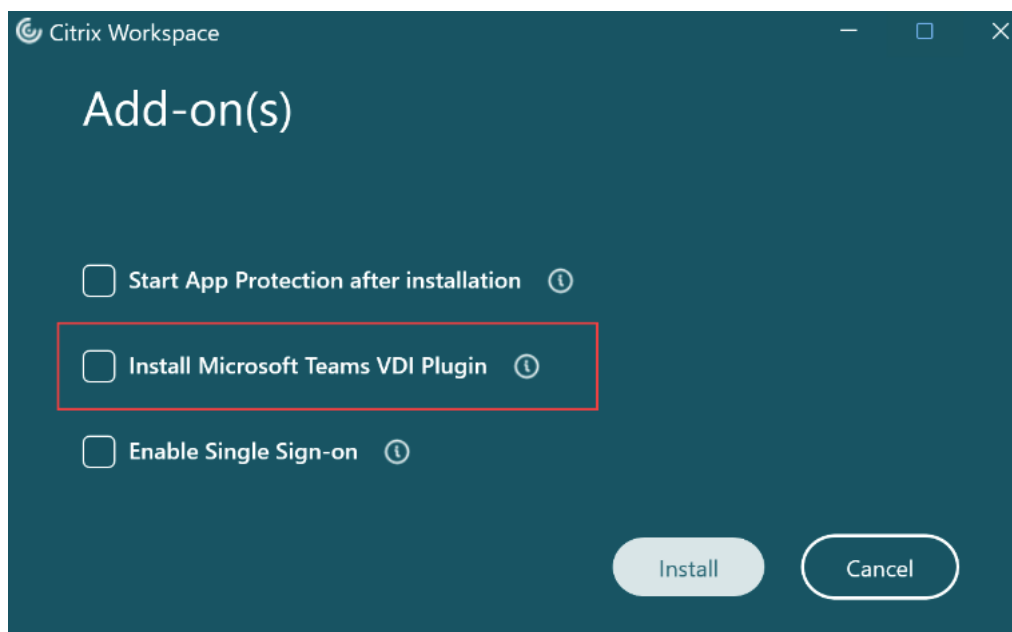 Citrix Workspace
Add-on(s)
Start App Protection after installation
Install Microsoft Teams VDI Plugin
Enable Single Sign-on
Install
Cancel